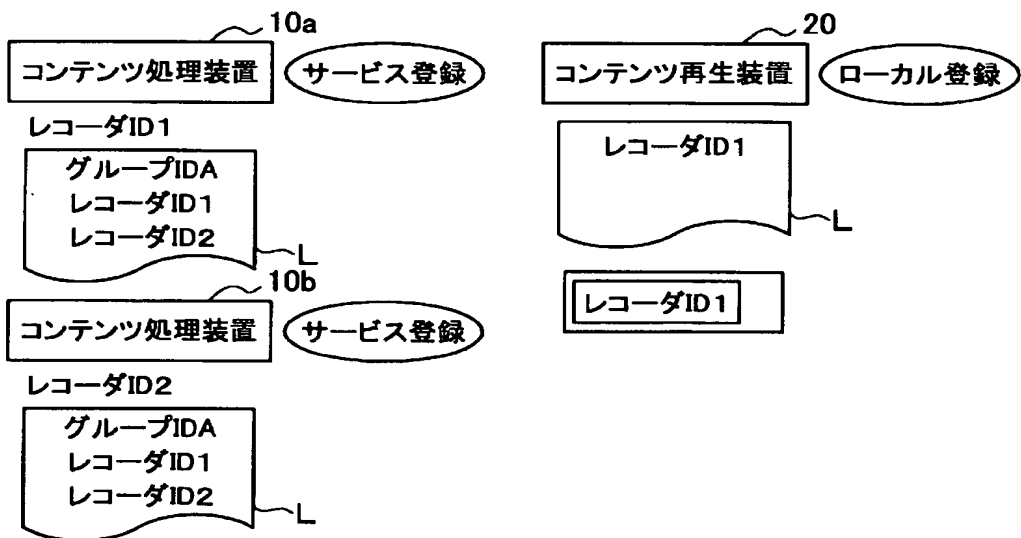 10a
コンテンツ処理装置
サービス登録
レコーダID1
グループIDA
レコーダID1
レコーダID2
L
10b
コンテンツ処理装置
サービス登録
レコーダID2
グループIDA
レコーダID1
レコーダID2
L
20
コンテンツ再生装置
ローカル登録
レコーダID1
L
レコーダID1